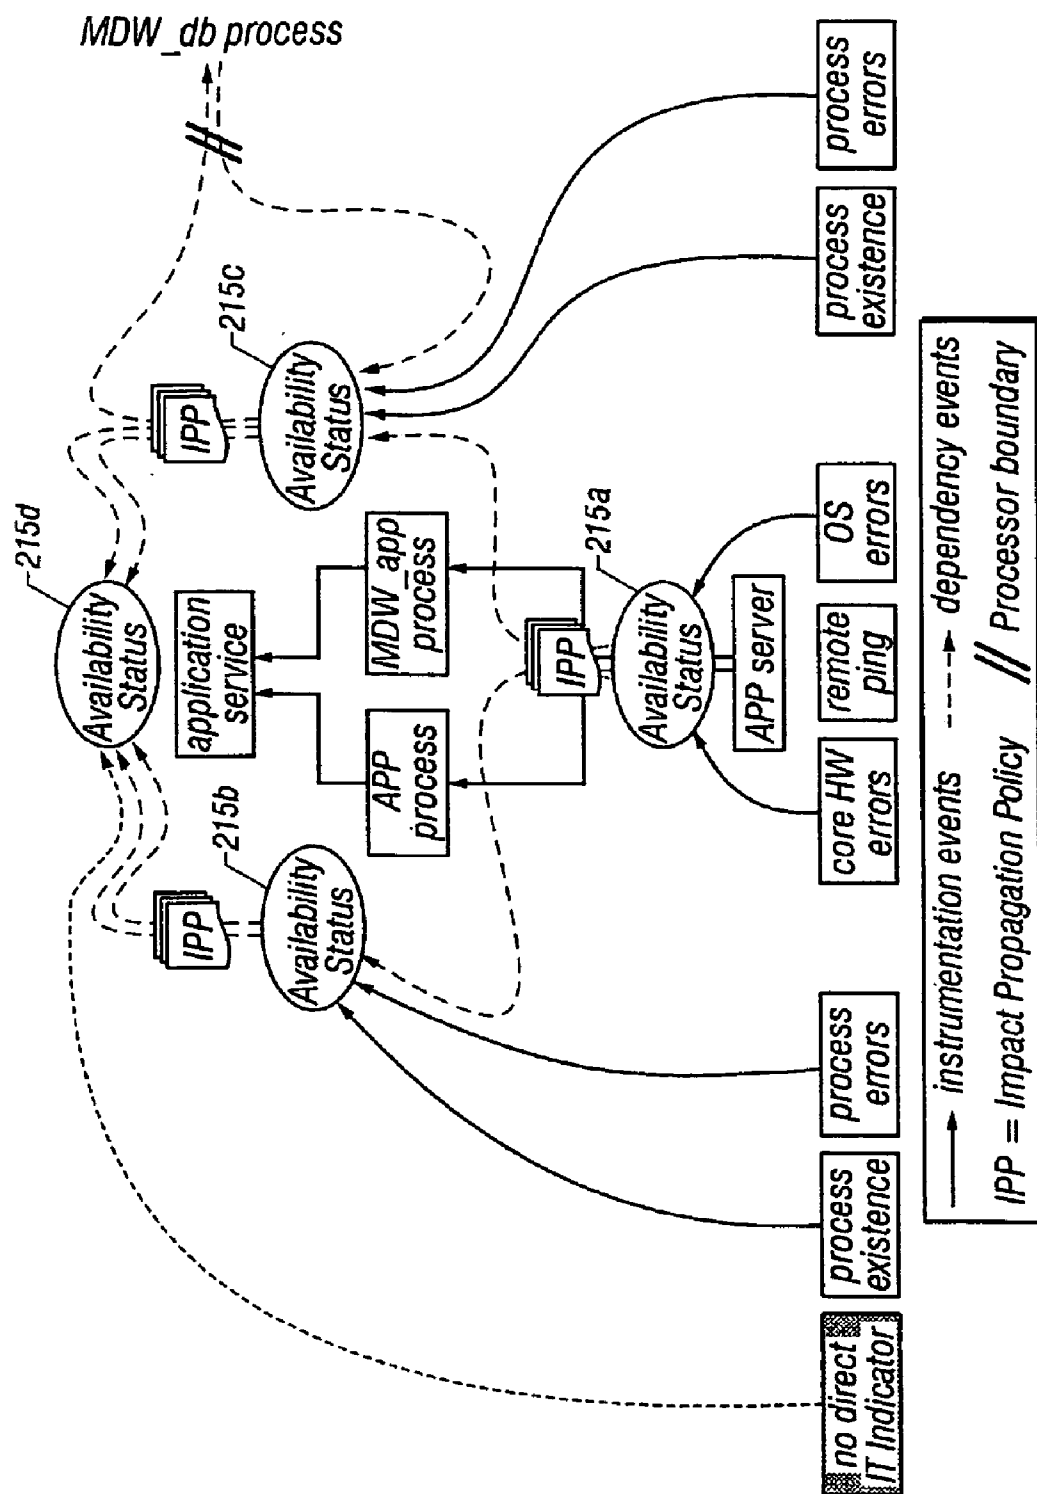 MDW_db process
215d
Availability
Status
215b
215c
IPP
IPP
Availability
Status
Availability
Status
application
service
APP
process
MDW_app
process
IPP
215a
Availability
Status
APP server
no direct
IT Indicator
process
existence
process
errors
core HW
errors
remote
ping
OS
errors
process
existence
process
errors
instrumentation events
dependency events
IPP = Impact Propagation Policy
// Processor boundary